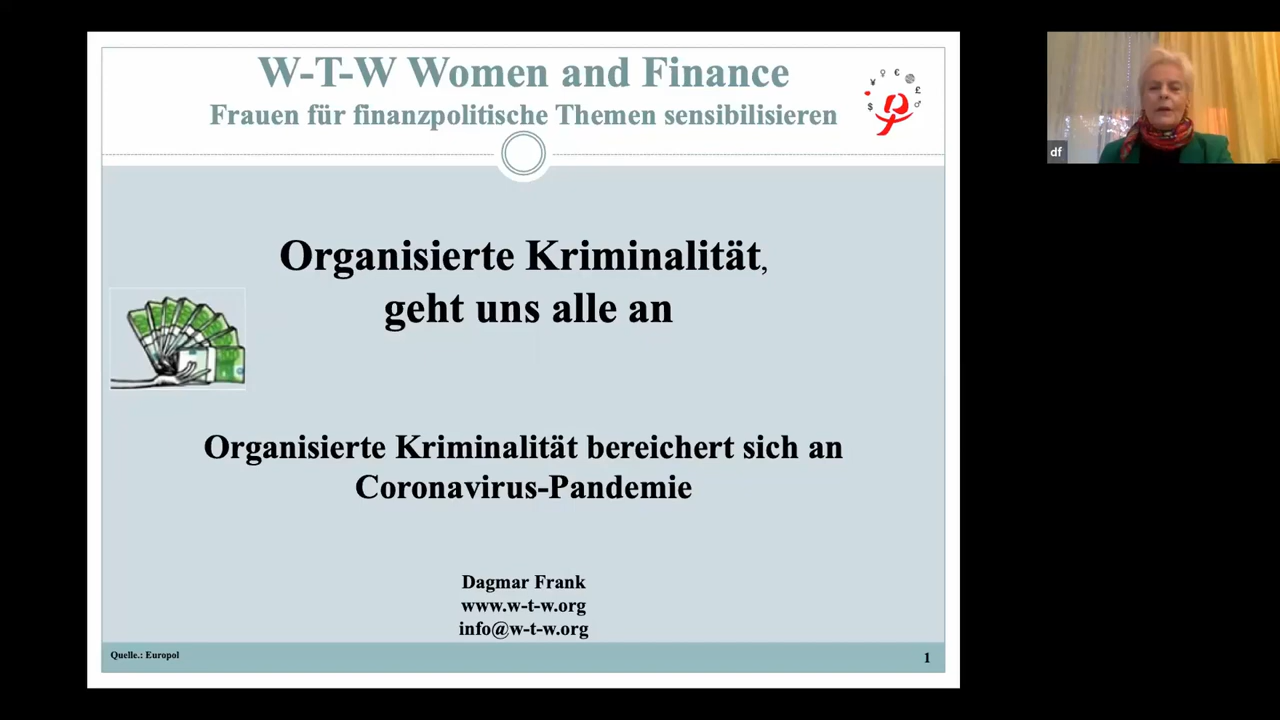 W-T-W Women and Finance
Frauen für finanzpolitische Themen sensibilisieren
Organisierte Kriminalität,
geht uns alle an
Organisierte Kriminalität bereichert sich an
Coronavirus-Pandemie
Dagmar Frank
www.w-t-w.org
info@w-t-w.org
Quelle.: Europol
1
df